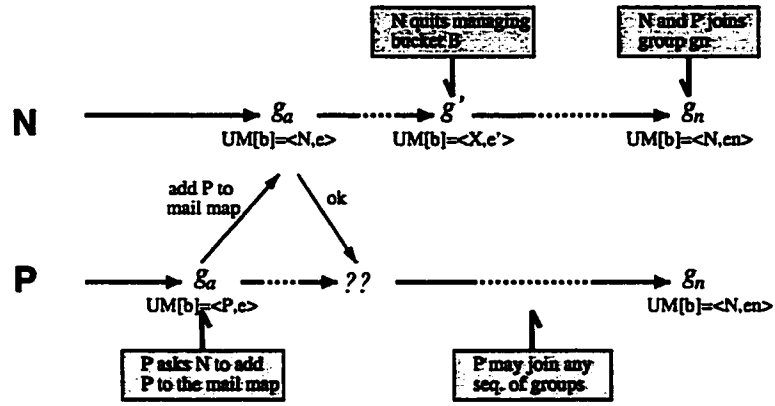 N quits managing
bucket B
N and P joins
group gn
N
gₐ
g'
gₙ
UM[b]=<N,e>
UM[b]=<X,e'>
UM[b]=<N,en>
add P to
mail map
ok
P
gₐ
??
gₙ
UM[b]=<P,e>
UM[b]=<N,en>
P asks N to add
P to the mail map
P may join any
seq. of groups